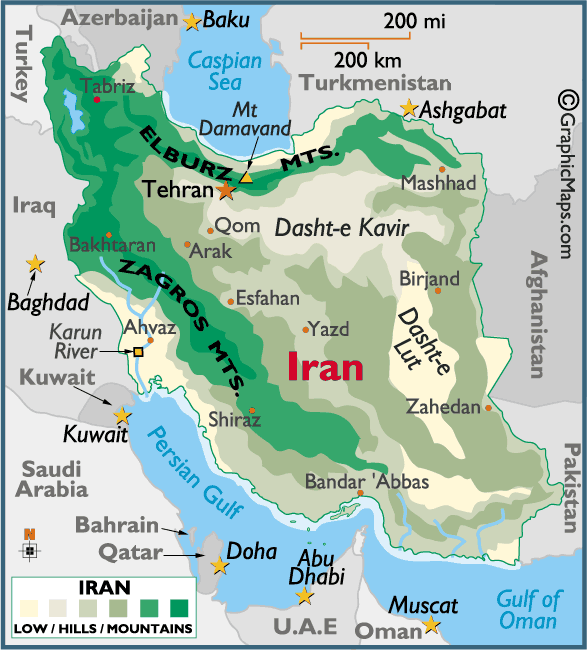 Azerbaijan
Baku
200 mi
200 km
Turkey
Caspian
Sea
Turkmenistan
Ashgabat
©GraphicMaps.com
Tabriz
Mt
Damavand
ELBURZ
MTS.
Tehran
Mashhad
Iraq
Qom
Dasht-e Kavir
Bakhtaran
Arak
ZAGROS MTS.
Baghdad
Esfahan
Birjand
Afghanistan
Karun
River
Ahvaz
Yazd
Dasht-e
Lut
Iran
Kuwait
Kuwait
Shiraz
Zahedan
Persian Gulf
Saudi
Arabia
Bandar 'Abbas
Pakistan
Bahrain
Qatar
Doha
Abu
Dhabi
N
IRAN
LOW / HILLS / MOUNTAINS
U.A.E
Oman
Muscat
Gulf of
Oman